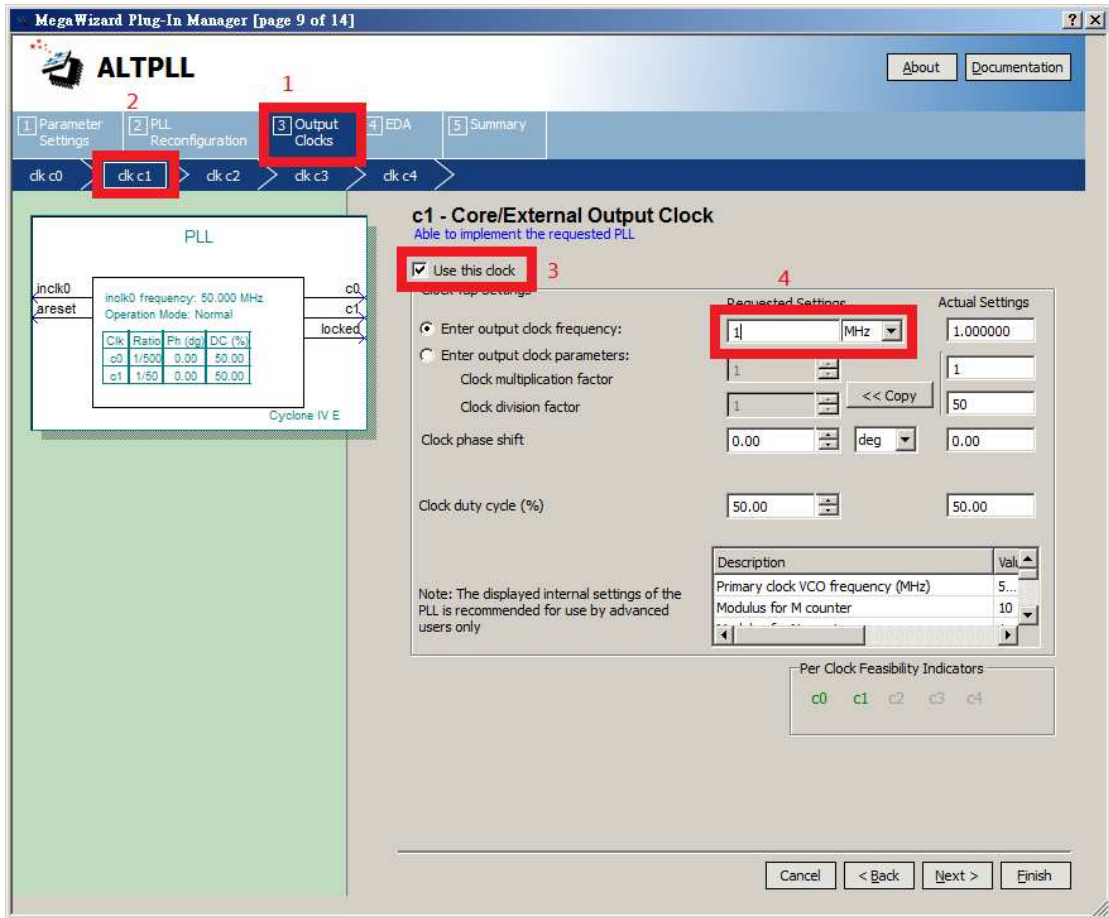 MegaWizard Plug-In Manager [page 9 of 14]
ALTPLL
About
Documentation
1
2
1 Parameter Settings
2 PLL Reconfiguration
3 Output Clocks
4 EDA
5 Summary
clk c0
clk c1
clk c2
clk c3
clk c4
PLL
inclk0
areset
c0
c1
locked
inclk0 frequency: 50.000 MHz
Operation Mode: Normal
Clk Ratio Ph (dg) DC (%)
c0 1/500 0.00 50.00
c1 1/50 0.00 50.00
Cyclone IV E
c1 - Core/External Output Clock
Able to implement the requested PLL
Use this clock
3
4
Clock Tap Settings
Requested Settings
Actual Settings
Enter output clock frequency:
1 MHz
1.000000
Enter output clock parameters:
Clock multiplication factor
1
1
<< Copy
Clock division factor
1
50
Clock phase shift
0.00
deg
0.00
Clock duty cycle (%)
50.00
50.00
Description
Primary clock VCO frequency (MHz) 5...
Modulus for M counter 10
Note: The displayed internal settings of the
PLL is recommended for use by advanced
users only
Per Clock Feasibility Indicators
c0 c1 c2 c3 c4
Cancel
< Back
Next >
Finish